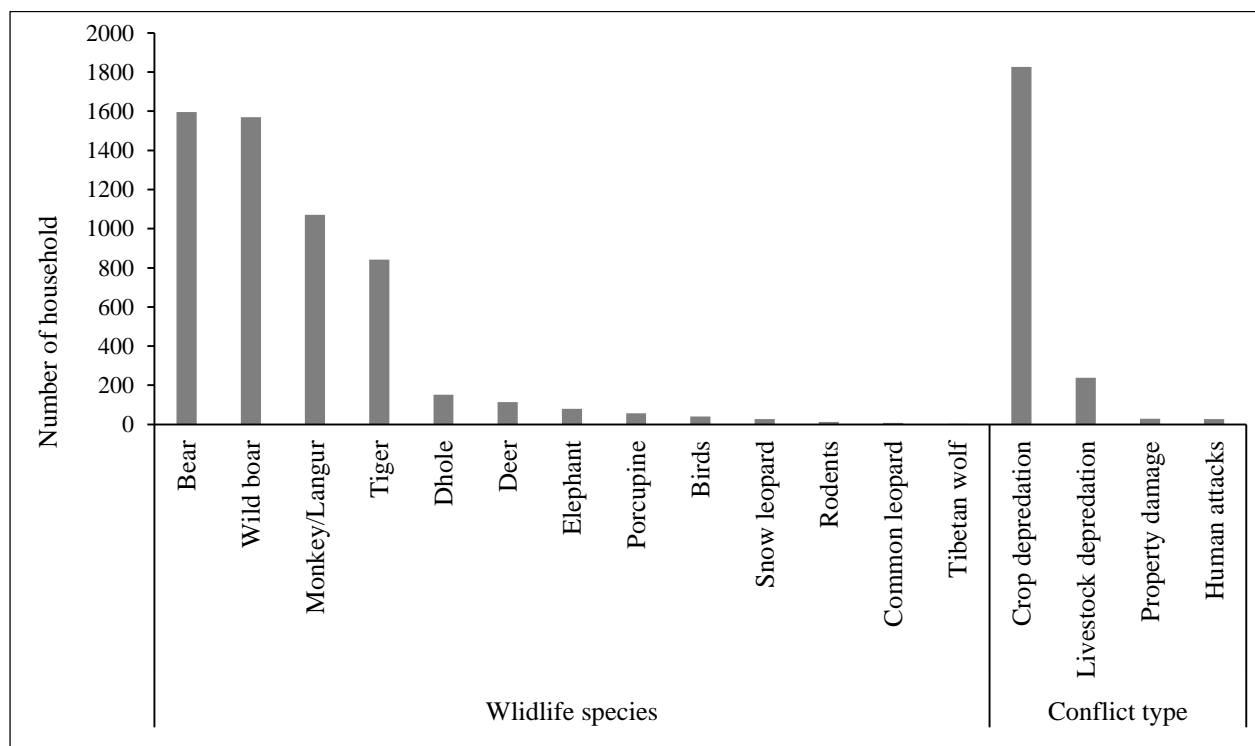 2000
1800
1600
1400
1200
1000
800
600
400
200
0
Number of household
Bear
Wild boar
Monkey/Langur
Tiger
Dhole
Deer
Elephant
Porcupine
Birds
Snow leopard
Rodents
Common leopard
Tibetan wolf
Crop depredation
Livestock depredation
Property damage
Human attacks
Wlidlife species
Conflict type